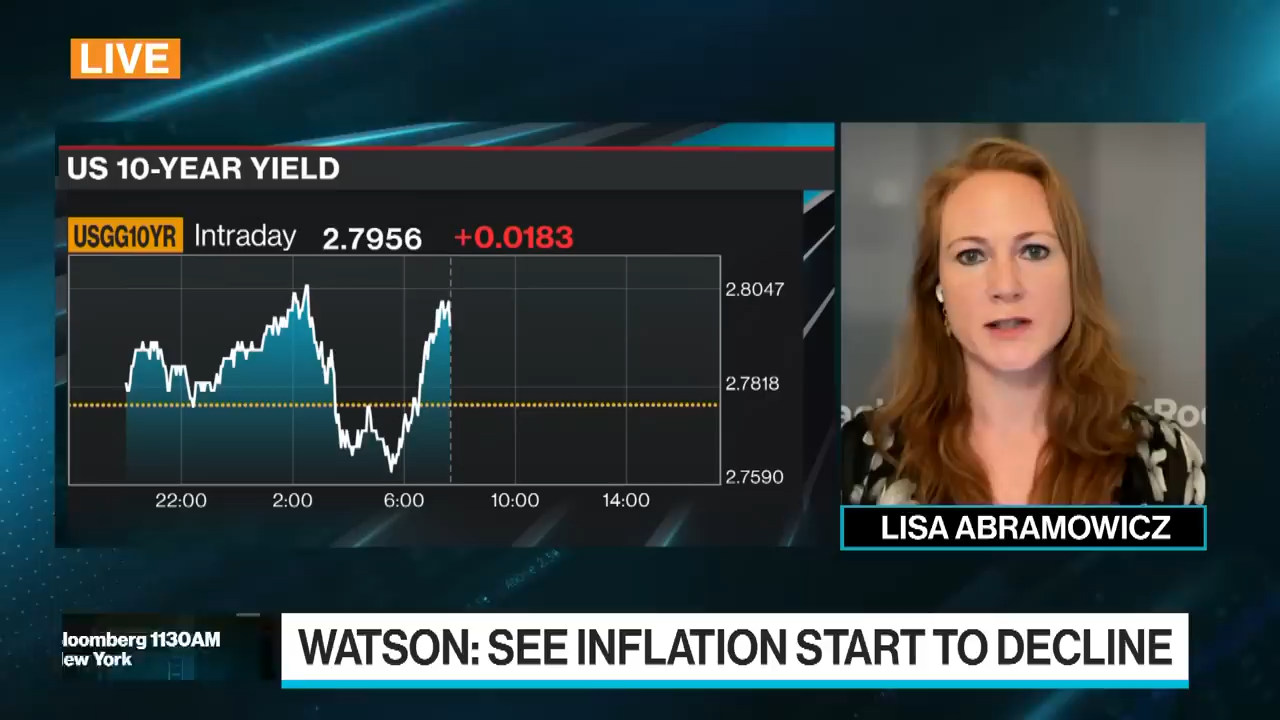 LIVE
US 10-YEAR YIELD
USGG10YR Intraday 2.7956 +0.0183
2.8047
2.7818
2.7590
22:00 2:00 6:00 10:00 14:00
LISA ABRAMOWICZ
loomberg 1130AM
ew York
WATSON: SEE INFLATION START TO DECLINE